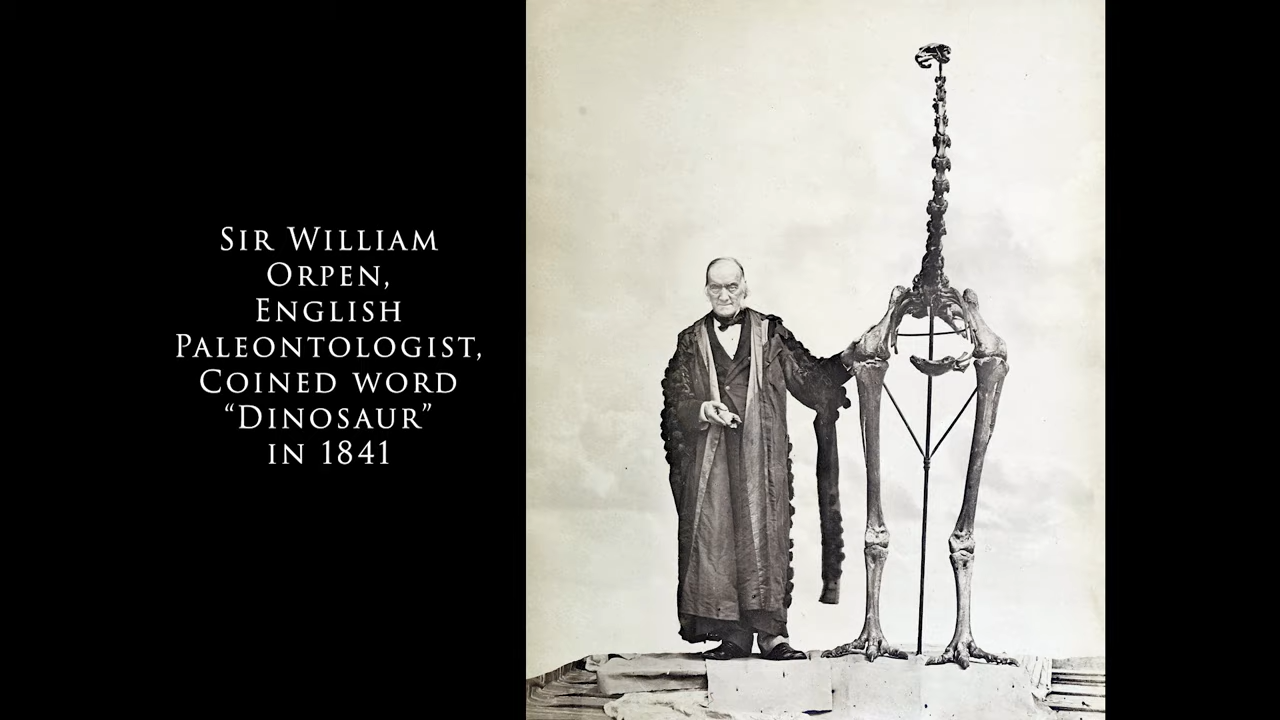 Sir William
Orpen,
English
Paleontologist,
Coined word
“Dinosaur”
in 1841